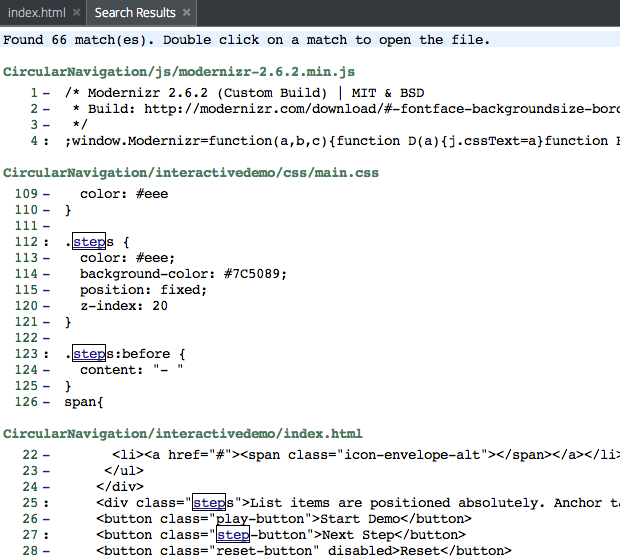 index.html × Search Results ×
Found 66 match(es). Double click on a match to open the file.
CircularNavigation/js/modernizr-2.6.2.min.js
1 - /* Modernizr 2.6.2 (Custom Build) | MIT & BSD
2 - * Build: http://modernizr.com/download/#-fontface-backgroundsize-bord
3 - */
4 : ;window.Modernizr=function(a,b,c){function D(a){j.cssText=a}function E
CircularNavigation/interactivedemo/css/main.css
109 - color: #eee
110 - }
111 -
112 : .steps {
113 - color: #eee;
114 - background-color: #7C5089;
115 - position: fixed;
120 - z-index: 20
121 - }
122 -
123 : .steps:before {
124 - content: "- "
125 - }
126 - span{
CircularNavigation/interactivedemo/index.html
22 - <li><a href="#"><span class="icon-envelope-alt"></span></a></li>
23 - </ul>
24 - </div>
25 : <div class="steps">List items are positioned absolutely. Anchor ta
26 - <button class="play-button">Start Demo</button>
27 : <button class="step-button">Next Step</button>
28 - <button class="reset-button" disabled>Reset</button>